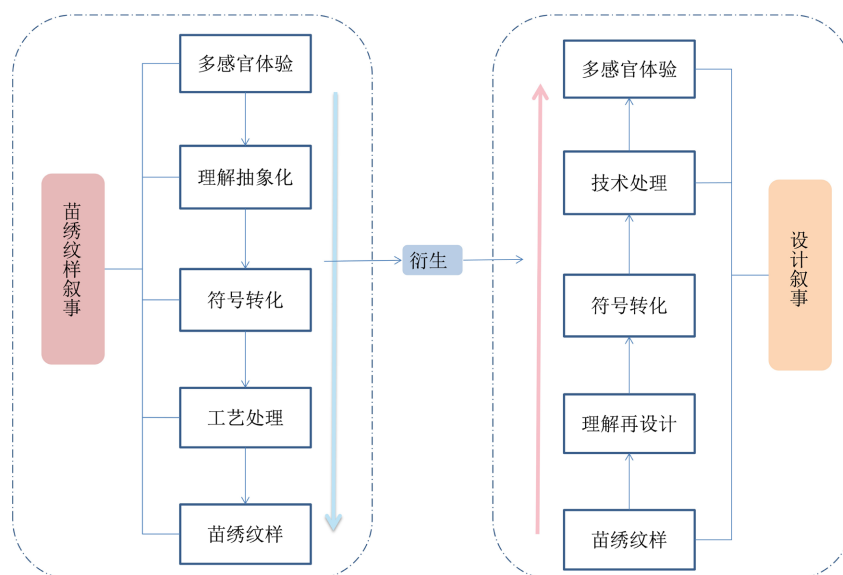 苗绣纹样叙事
多感官体验
理解抽象化
符号转化
工艺处理
苗绣纹样
衍生
多感官体验
技术处理
符号转化
理解再设计
苗绣纹样
设计叙事